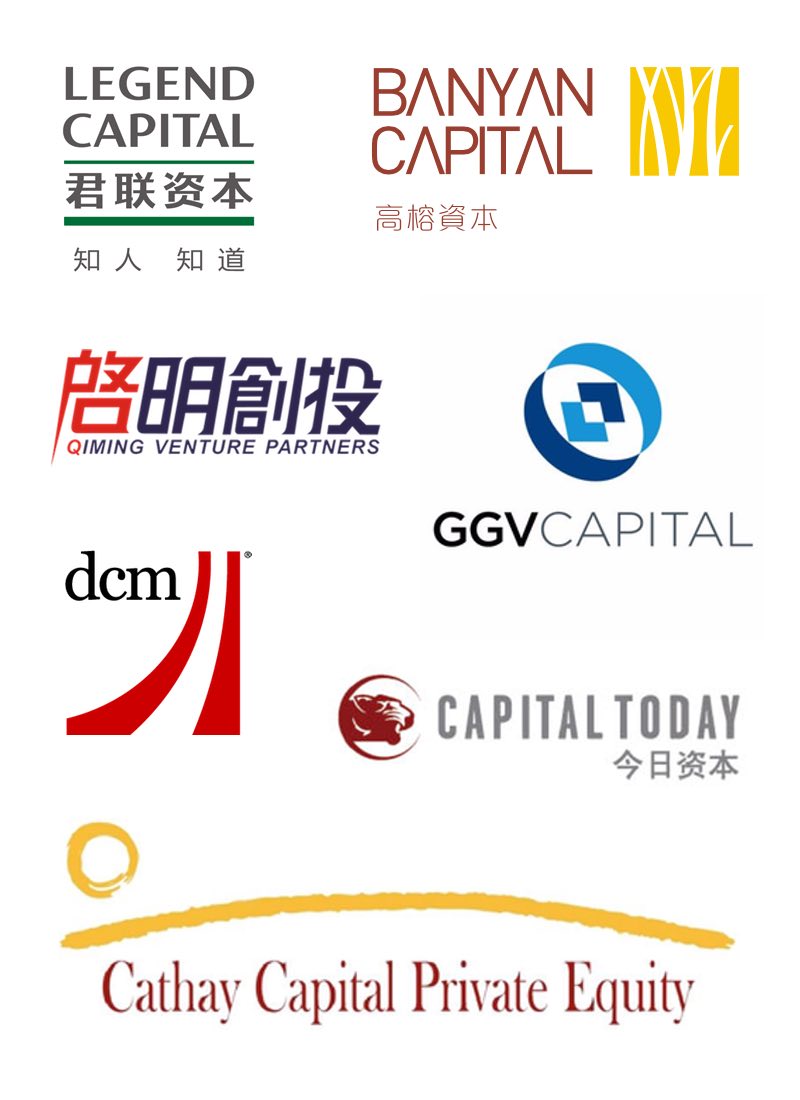 LEGEND
CAPITAL
君联资本
知人 知道
BANYAN
CAPITAL
高榕資本
啓明創投
QIMING VENTURE PARTNERS
GGVCAPITAL
dcm®
CAPITAL TODAY
今日资本
Cathay Capital Private Equity